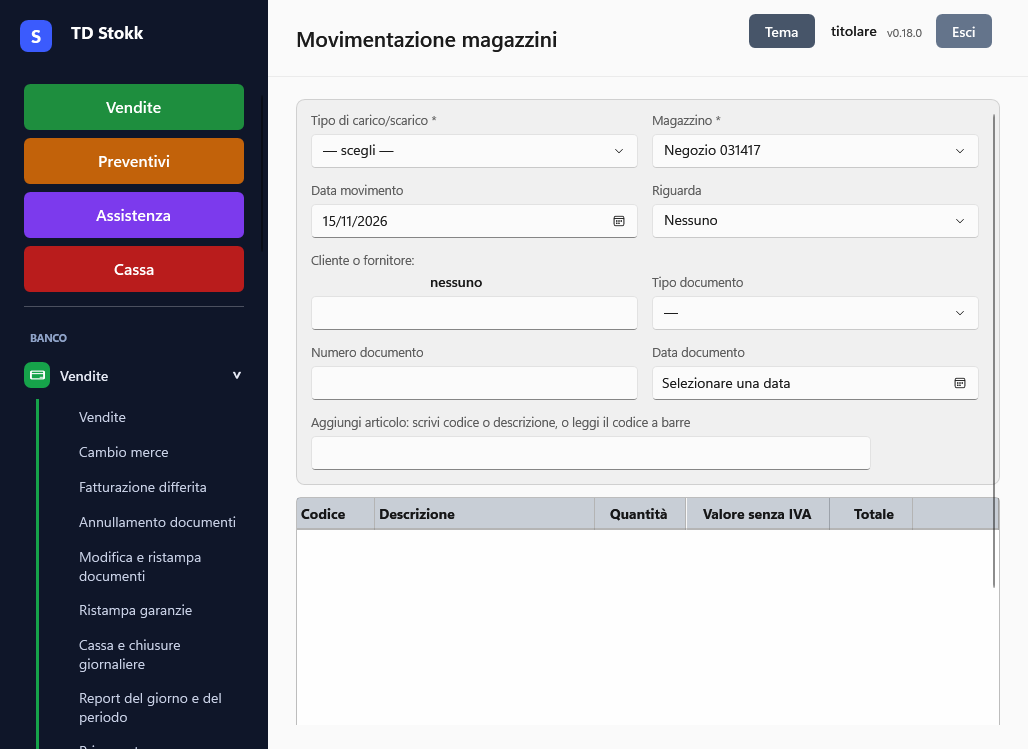 S
TD Stokk
Vendite
Preventivi
Assistenza
Cassa
BANCO
Vendite
Vendite
Cambio merce
Fatturazione differita
Annullamento documenti
Modifica e ristampa
documenti
Ristampa garanzie
Cassa e chiusure
giornaliere
Report del giorno e del
periodo
Movimentazione magazzini
Tema
titolare
v0.18.0
Esci
Tipo di carico/scarico *
Magazzino *
— scegli —
Negozio 031417
Data movimento
Riguarda
15/11/2026
Nessuno
Cliente o fornitore:
nessuno
Tipo documento
—
Numero documento
Data documento
Selezionare una data
Aggiungi articolo: scrivi codice o descrizione, o leggi il codice a barre
Codice Descrizione Quantità Valore senza IVA Totale